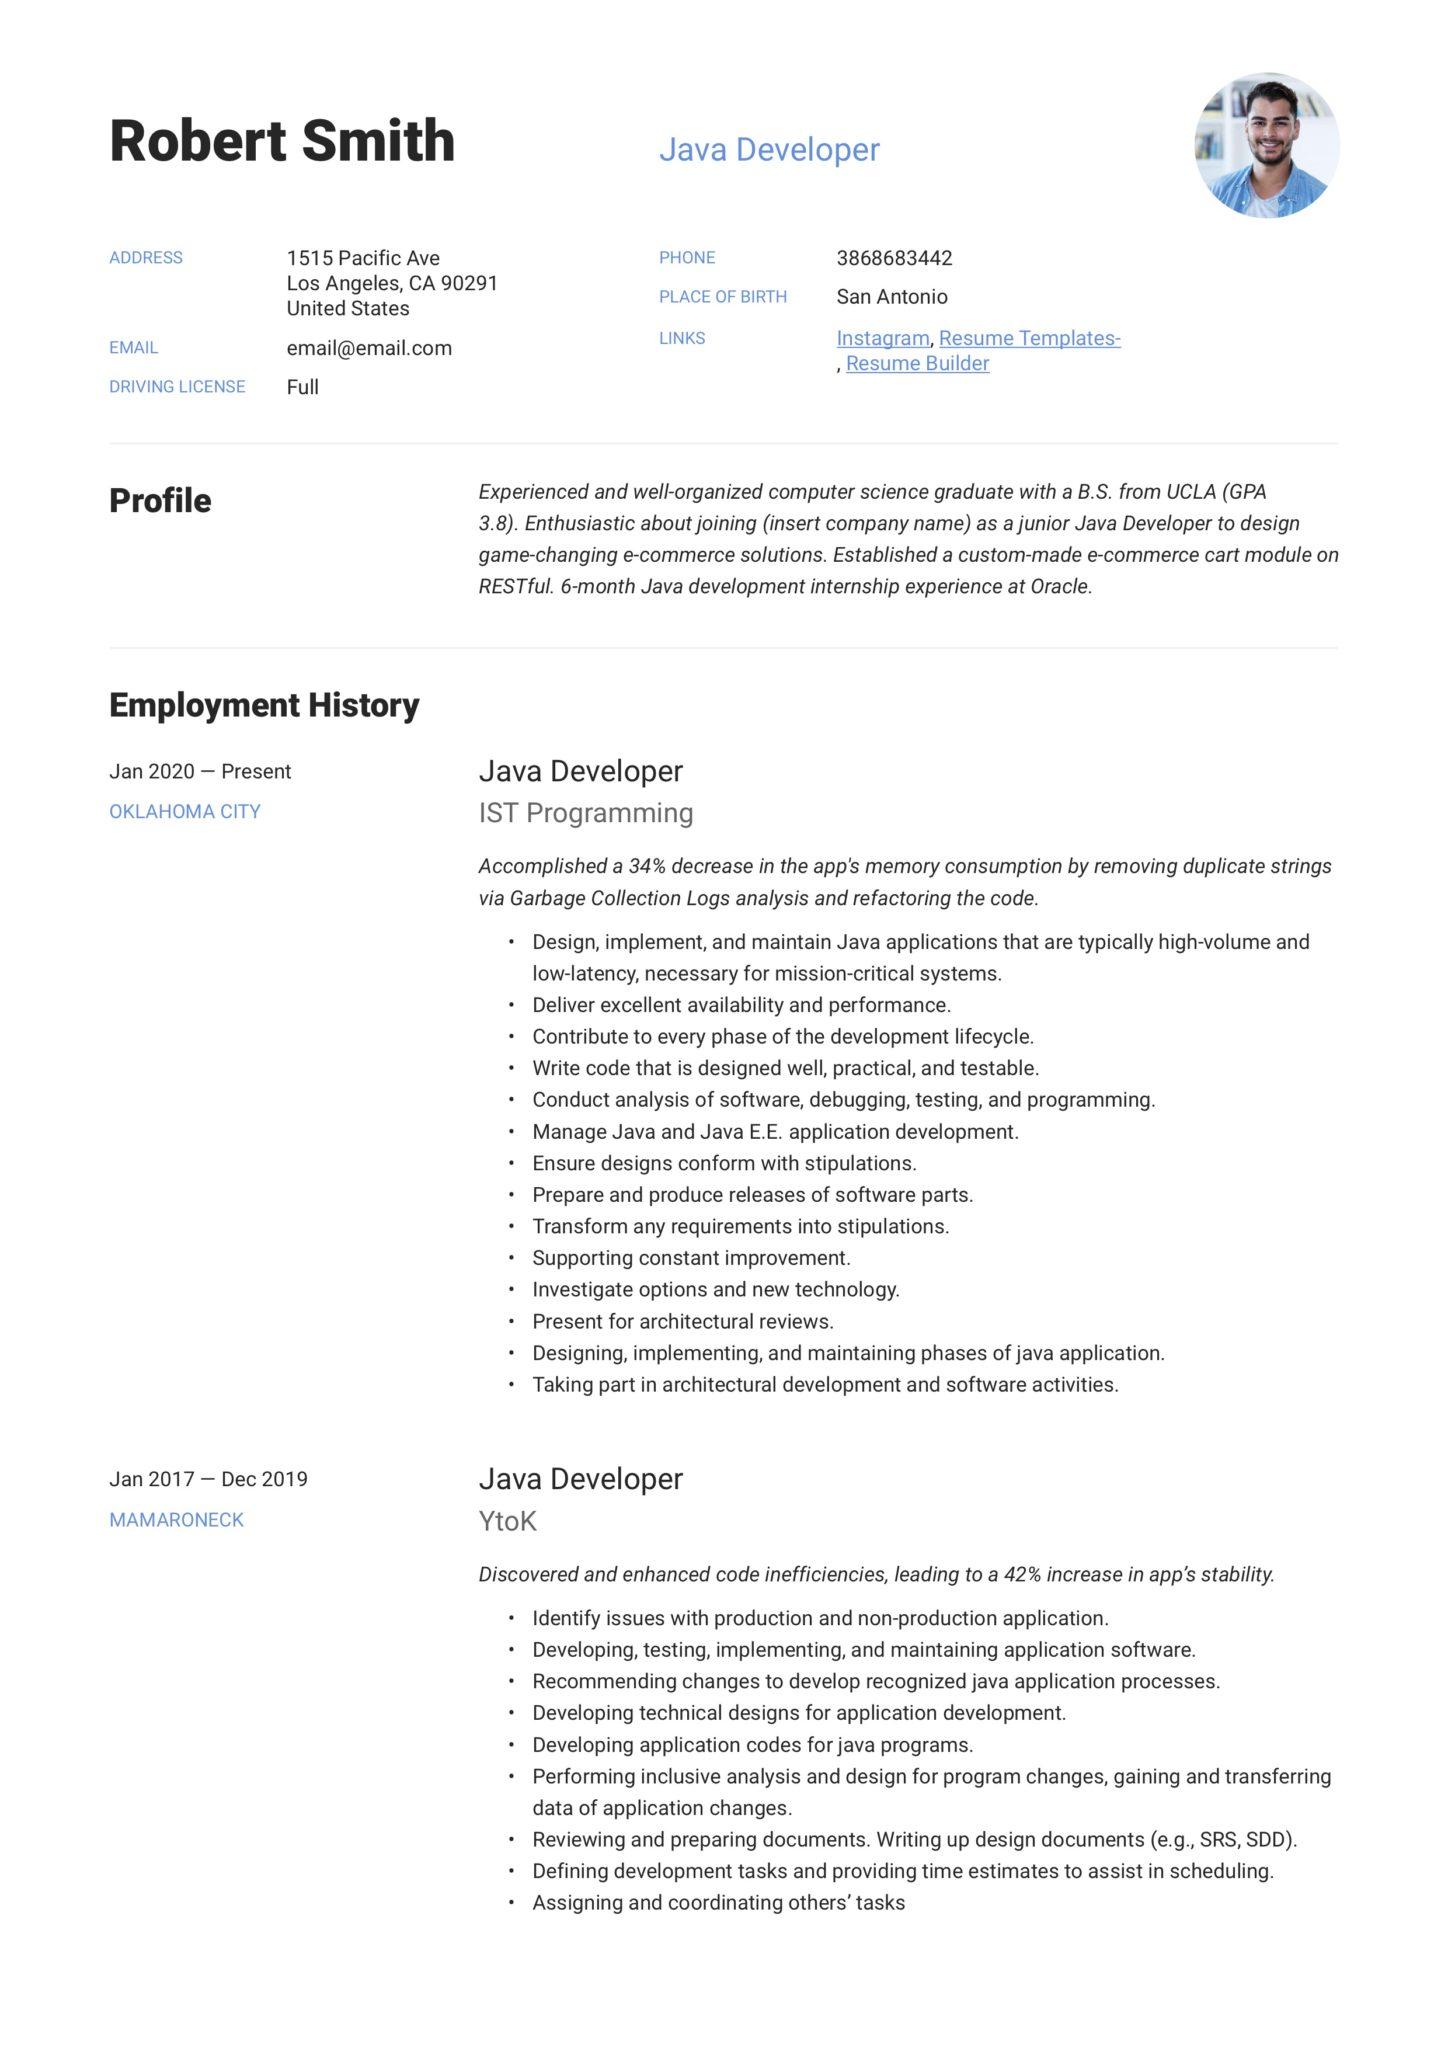 Robert Smith
Java Developer
ADDRESS
1515 Pacific Ave
Los Angeles, CA 90291
United States
EMAIL
email@email.com
DRIVING LICENSE
Full
PHONE
3868683442
PLACE OF BIRTH
San Antonio
LINKS
Instagram, Resume Templates-
, Resume Builder
Profile
Experienced and well-organized computer science graduate with a B.S. from UCLA (GPA
3.8). Enthusiastic about joining (insert company name) as a junior Java Developer to design
game-changing e-commerce solutions. Established a custom-made e-commerce cart module on
RESTful. 6-month Java development internship experience at Oracle.
Employment History
Jan 2020 — Present
OKLAHOMA CITY
Java Developer
IST Programming
Accomplished a 34% decrease in the app's memory consumption by removing duplicate strings
via Garbage Collection Logs analysis and refactoring the code.
• Design, implement, and maintain Java applications that are typically high-volume and
low-latency, necessary for mission-critical systems.
• Deliver excellent availability and performance.
• Contribute to every phase of the development lifecycle.
• Write code that is designed well, practical, and testable.
• Conduct analysis of software, debugging, testing, and programming.
• Manage Java and Java E.E. application development.
• Ensure designs conform with stipulations.
• Prepare and produce releases of software parts.
• Transform any requirements into stipulations.
• Supporting constant improvement.
• Investigate options and new technology.
• Present for architectural reviews.
• Designing, implementing, and maintaining phases of java application.
• Taking part in architectural development and software activities.
Jan 2017 — Dec 2019
MAMARONECK
Java Developer
YtoK
Discovered and enhanced code inefficiencies, leading to a 42% increase in app’s stability.
• Identify issues with production and non-production application.
• Developing, testing, implementing, and maintaining application software.
• Recommending changes to develop recognized java application processes.
• Developing technical designs for application development.
• Developing application codes for java programs.
• Performing inclusive analysis and design for program changes, gaining and transferring
data of application changes.
• Reviewing and preparing documents. Writing up design documents (e.g., SRS, SDD).
• Defining development tasks and providing time estimates to assist in scheduling.
• Assigning and coordinating others’ tasks